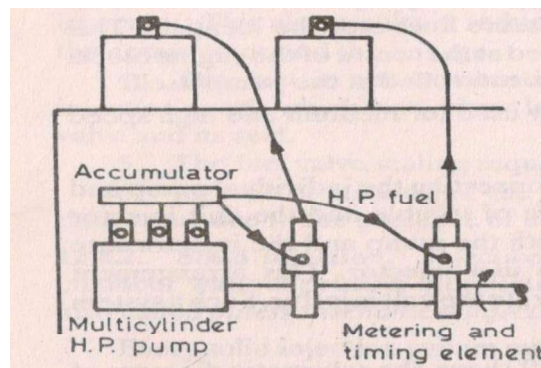 Accumulator
H.P. fuel
Multicylinder
H.P. pump
Metering and
timing element